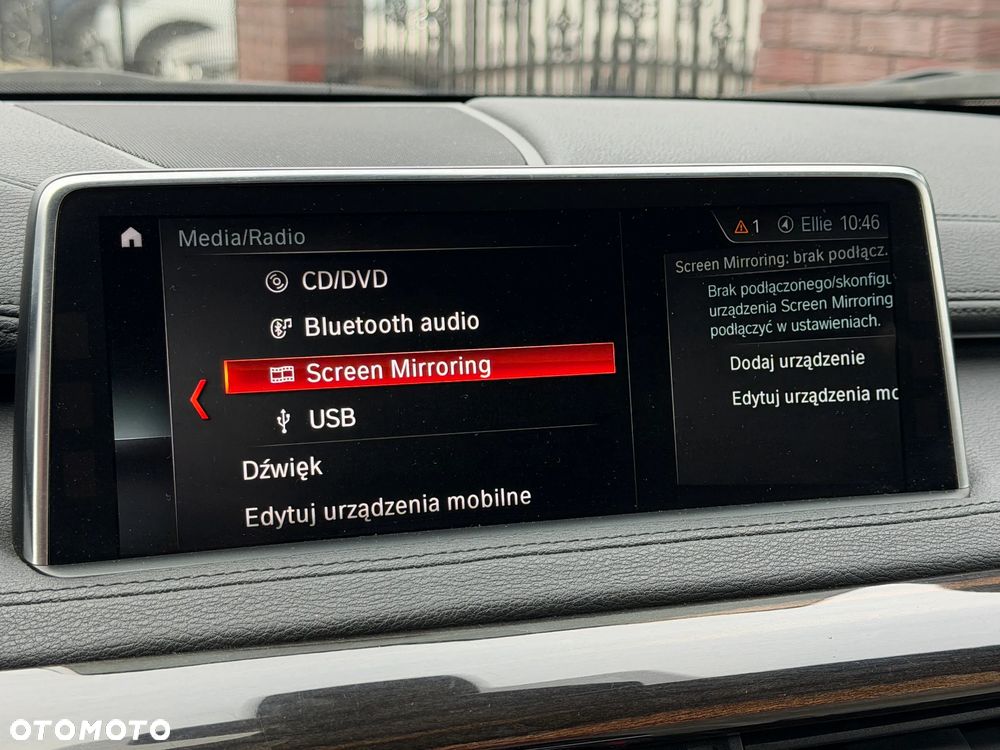 Media/Radio
1 Ellie 10:46
CD/DVD
Bluetooth audio
Screen Mirroring
USB
Dźwięk
Edytuj urządzenia mobilne
Screen Mirroring: brak podłącz.
Brak podłączonego/skonfigu
urządzenia Screen Mirroring
podłączyć w ustawieniach.
Dodaj urządzenie
Edytuj urządzenia mo
OTOMOTO